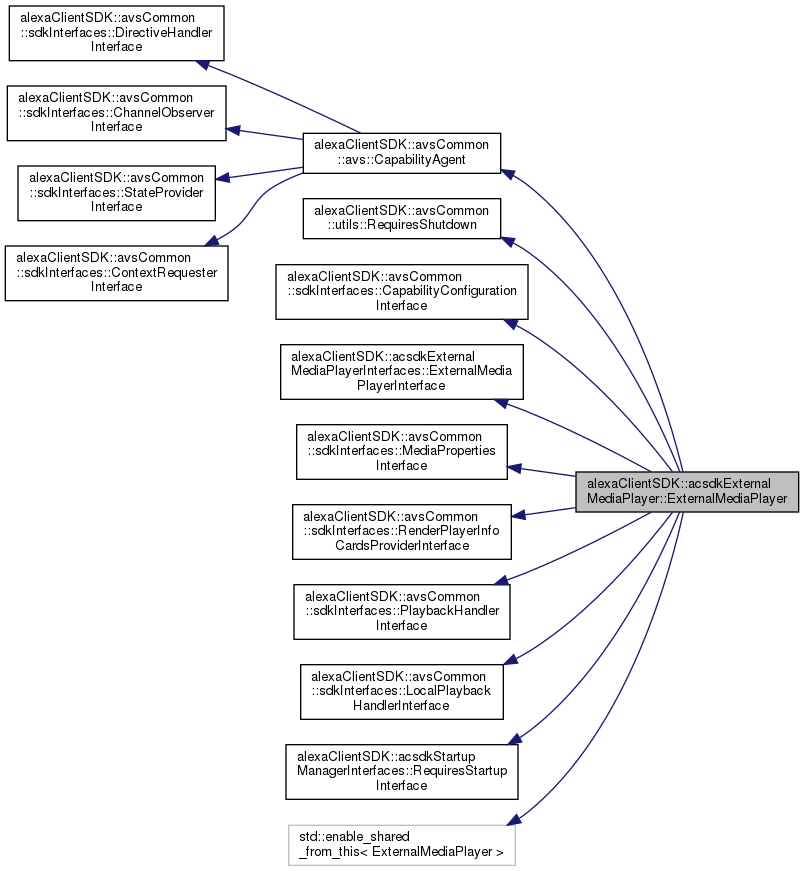 alexaClientSDK::avsCommon
::sdkInterfaces::DirectiveHandler
Interface
alexaClientSDK::avsCommon
::sdkInterfaces::ChannelObserver
Interface
alexaClientSDK::avsCommon
::sdkInterfaces::StateProvider
Interface
alexaClientSDK::avsCommon
::sdkInterfaces::ContextRequester
Interface
alexaClientSDK::avsCommon
::avs::CapabilityAgent
alexaClientSDK::avsCommon
::utils::RequiresShutdown
alexaClientSDK::avsCommon
::sdkInterfaces::CapabilityConfiguration
Interface
alexaClientSDK::acsdkExternal
MediaPlayerInterfaces::ExternalMedia
PlayerInterface
alexaClientSDK::avsCommon
::sdkInterfaces::MediaProperties
Interface
alexaClientSDK::avsCommon
::sdkInterfaces::RenderPlayerInfo
CardsProviderInterface
alexaClientSDK::avsCommon
::sdkInterfaces::PlaybackHandler
Interface
alexaClientSDK::avsCommon
::sdkInterfaces::LocalPlayback
HandlerInterface
alexaClientSDK::acsdkStartup
ManagerInterfaces::RequiresStartup
Interface
std::enable_shared
_from_this< ExternalMediaPlayer >
alexaClientSDK::acsdkExternal
MediaPlayer::ExternalMediaPlayer